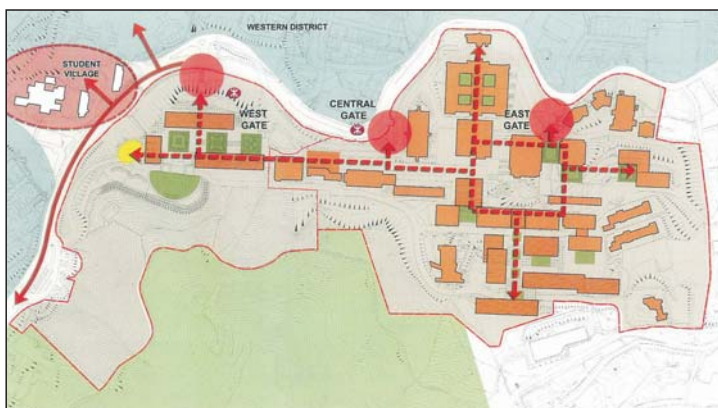 WESTERN DISTRICT
STUDENT
VILLAGE
WEST
GATE
CENTRAL
GATE
EAST
GATE